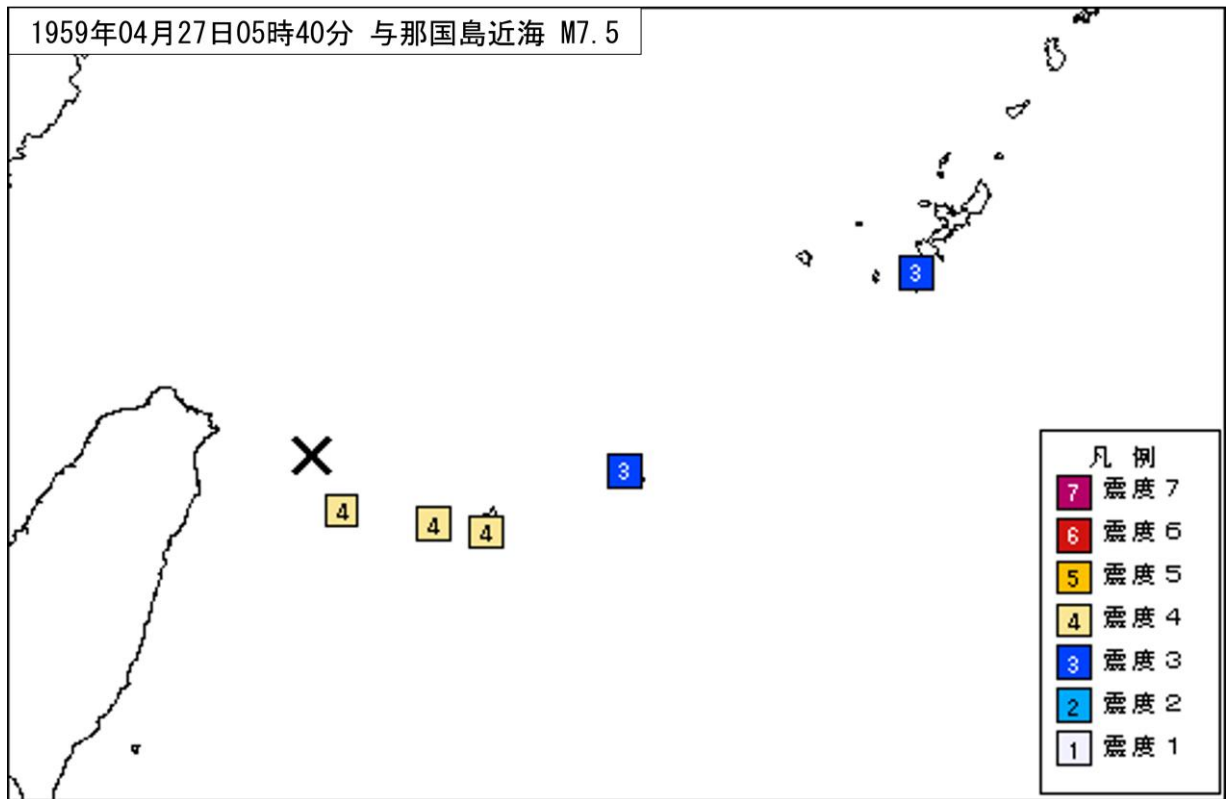 1959年04月27日05時40分 与那国島近海 M7.5
3
3
4
4
4
凡 例
7 震度７
6 震度６
5 震度５
4 震度４
3 震度３
2 震度２
1 震度１